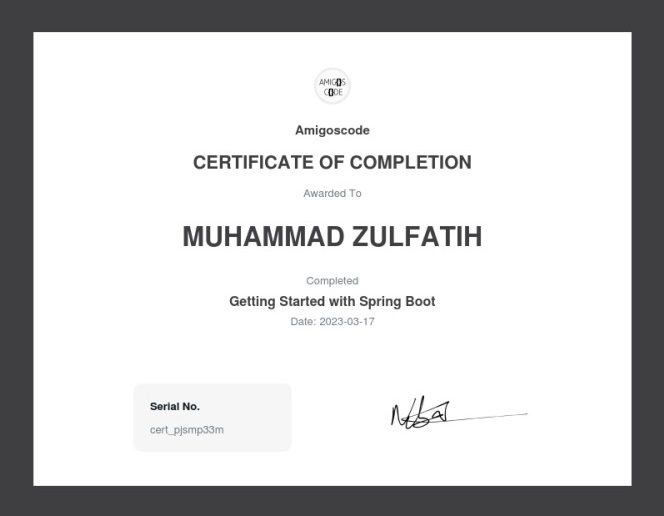 AMIGOS
CODE
Amigoscode
CERTIFICATE OF COMPLETION
Awarded To
MUHAMMAD ZULFATIH
Completed
Getting Started with Spring Boot
Date: 2023-03-17
Serial No.
cert_pjsmp33m